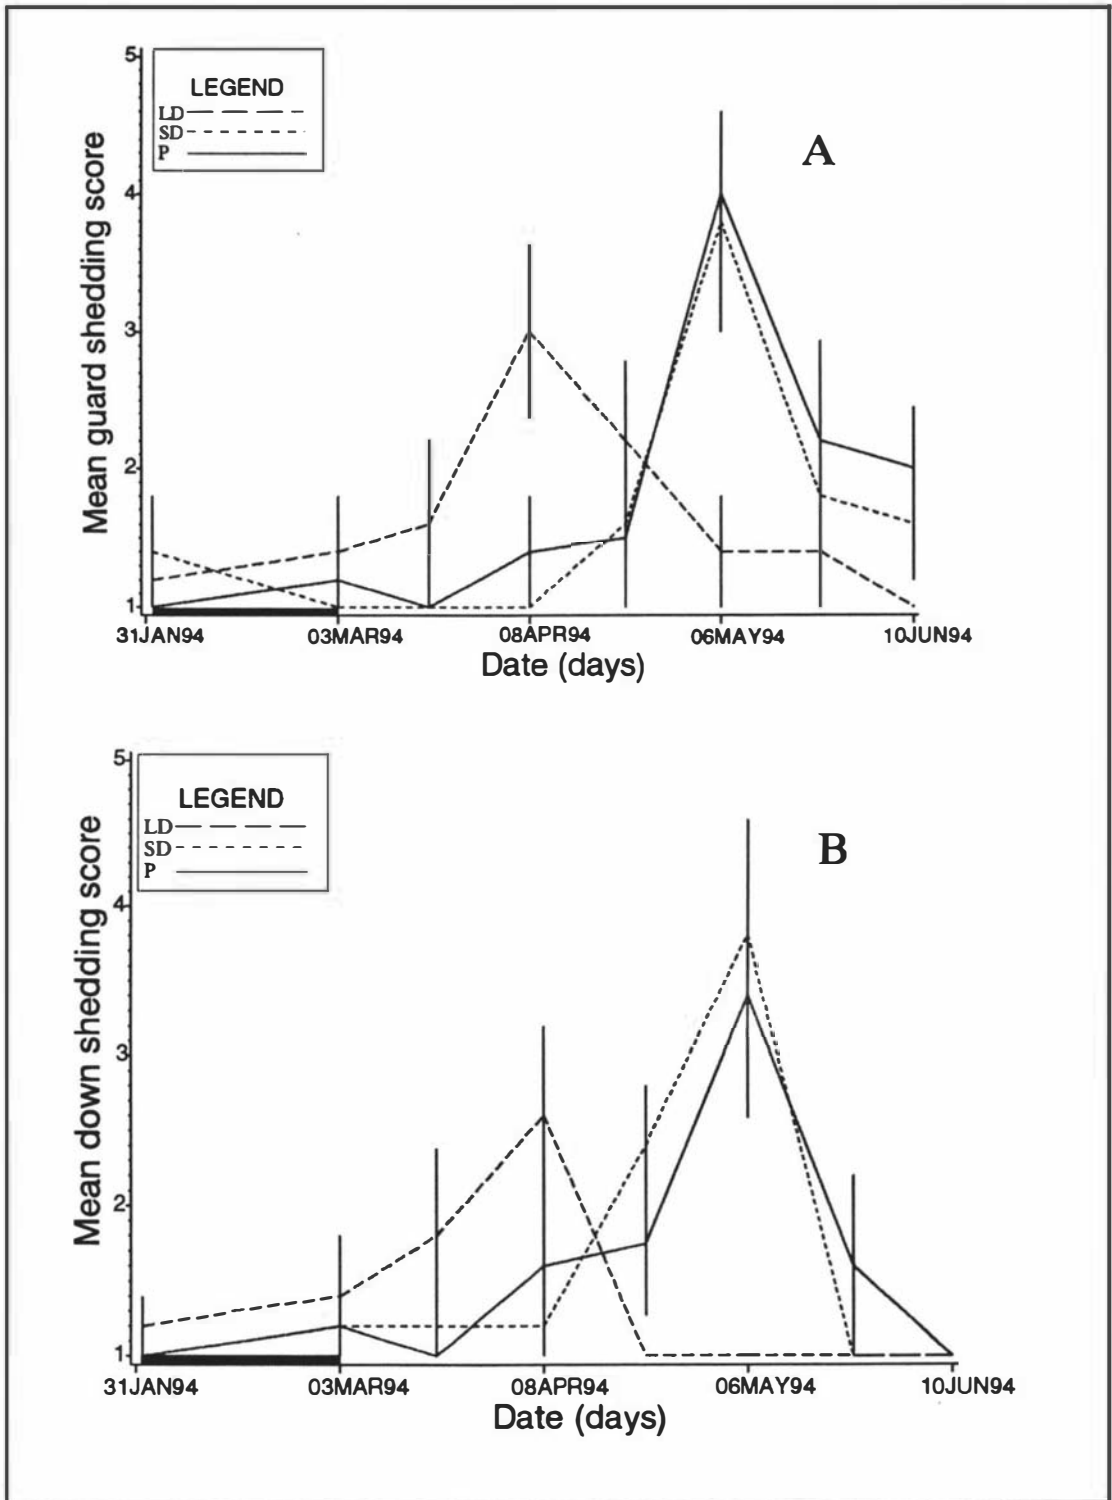 5
4
3
2
1
Mean guard shedding score
LEGEND
LD
SD
P
A
31JAN94 03MAR94 08APR94 06MAY94 10JUN94
Date (days)
5
4
3
2
1
Mean down shedding score
LEGEND
LD
SD
P
B
31JAN94 03MAR94 08APR94 06MAY94 10JUN94
Date (days)